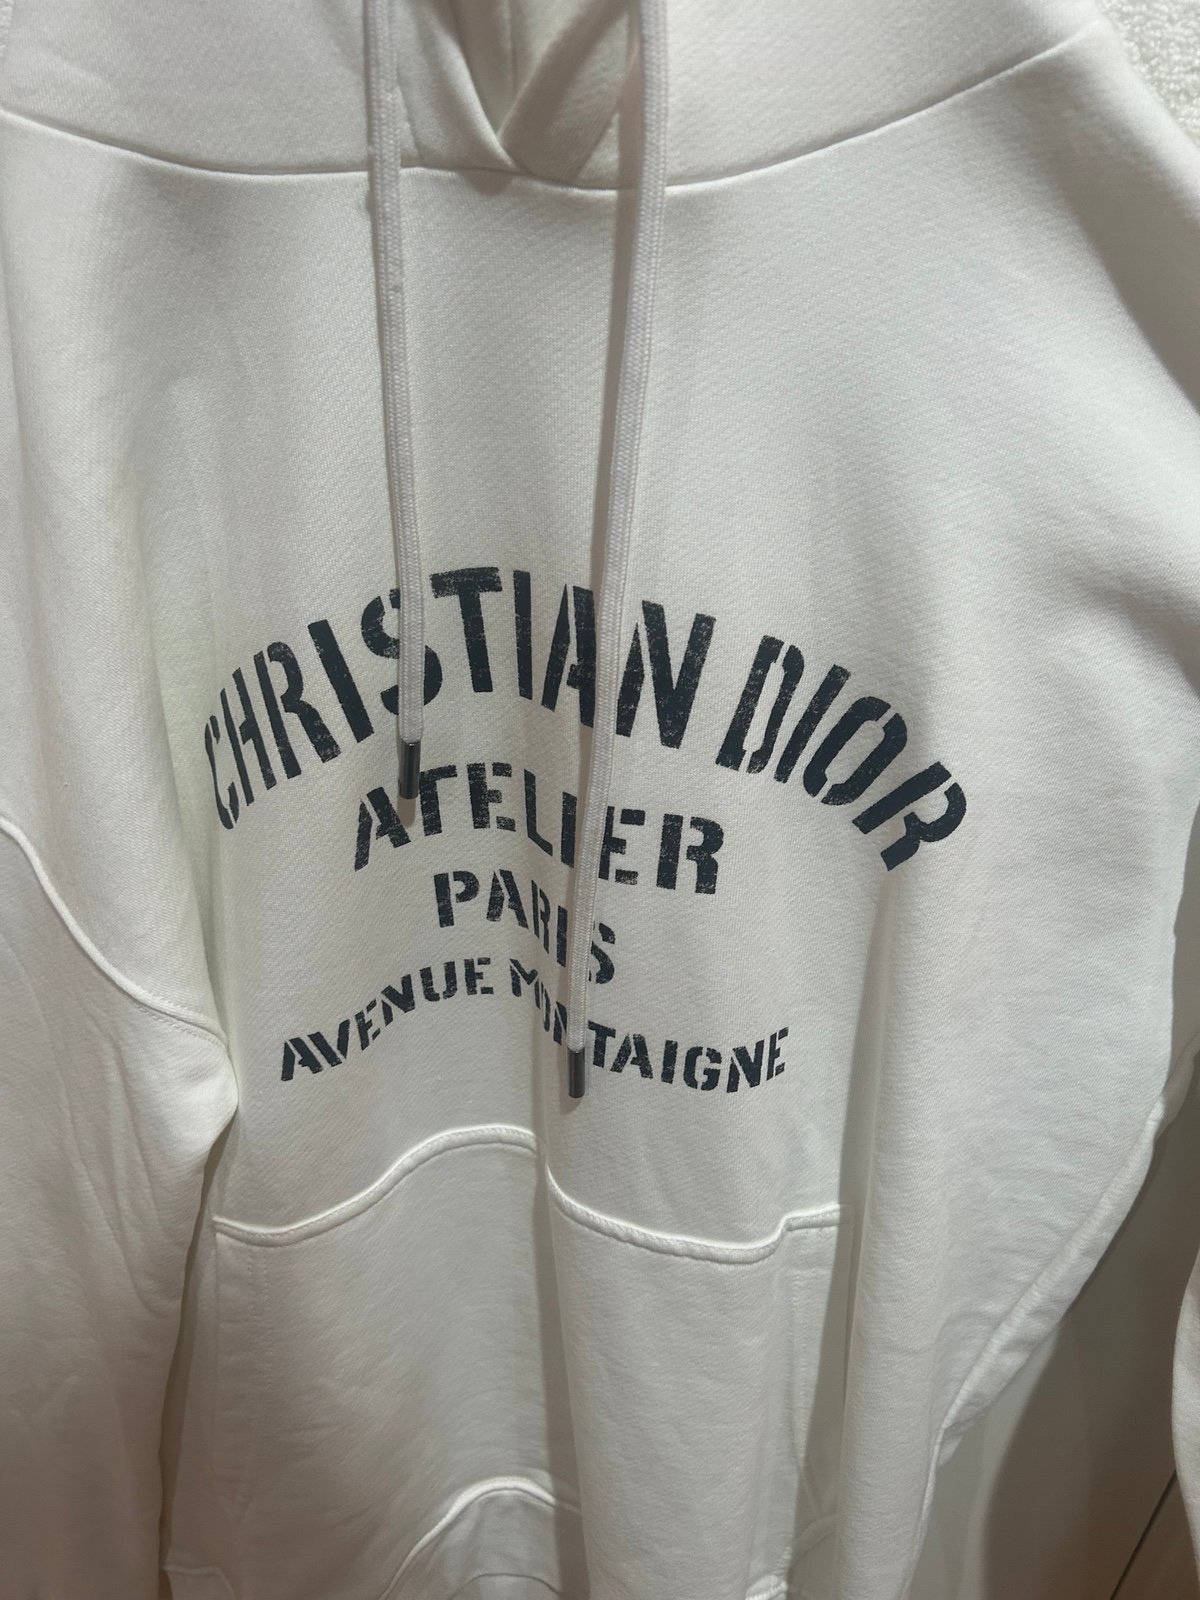 CHRISTIAN DIOR
ATELIER
PARIS
AVENUE MONTAIGNE